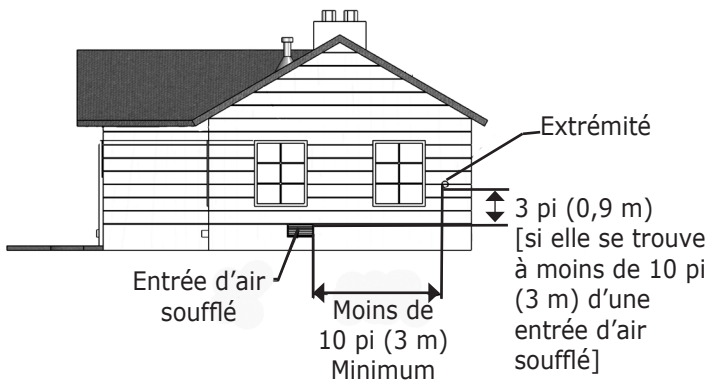 Extrémité
3 pi (0,9 m)
[si elle se trouve
à moins de 10 pi
(3 m) d'une
entrée d'air
soufflé]
Entrée d'air
soufflé
Moins de
10 pi (3 m)
Minimum